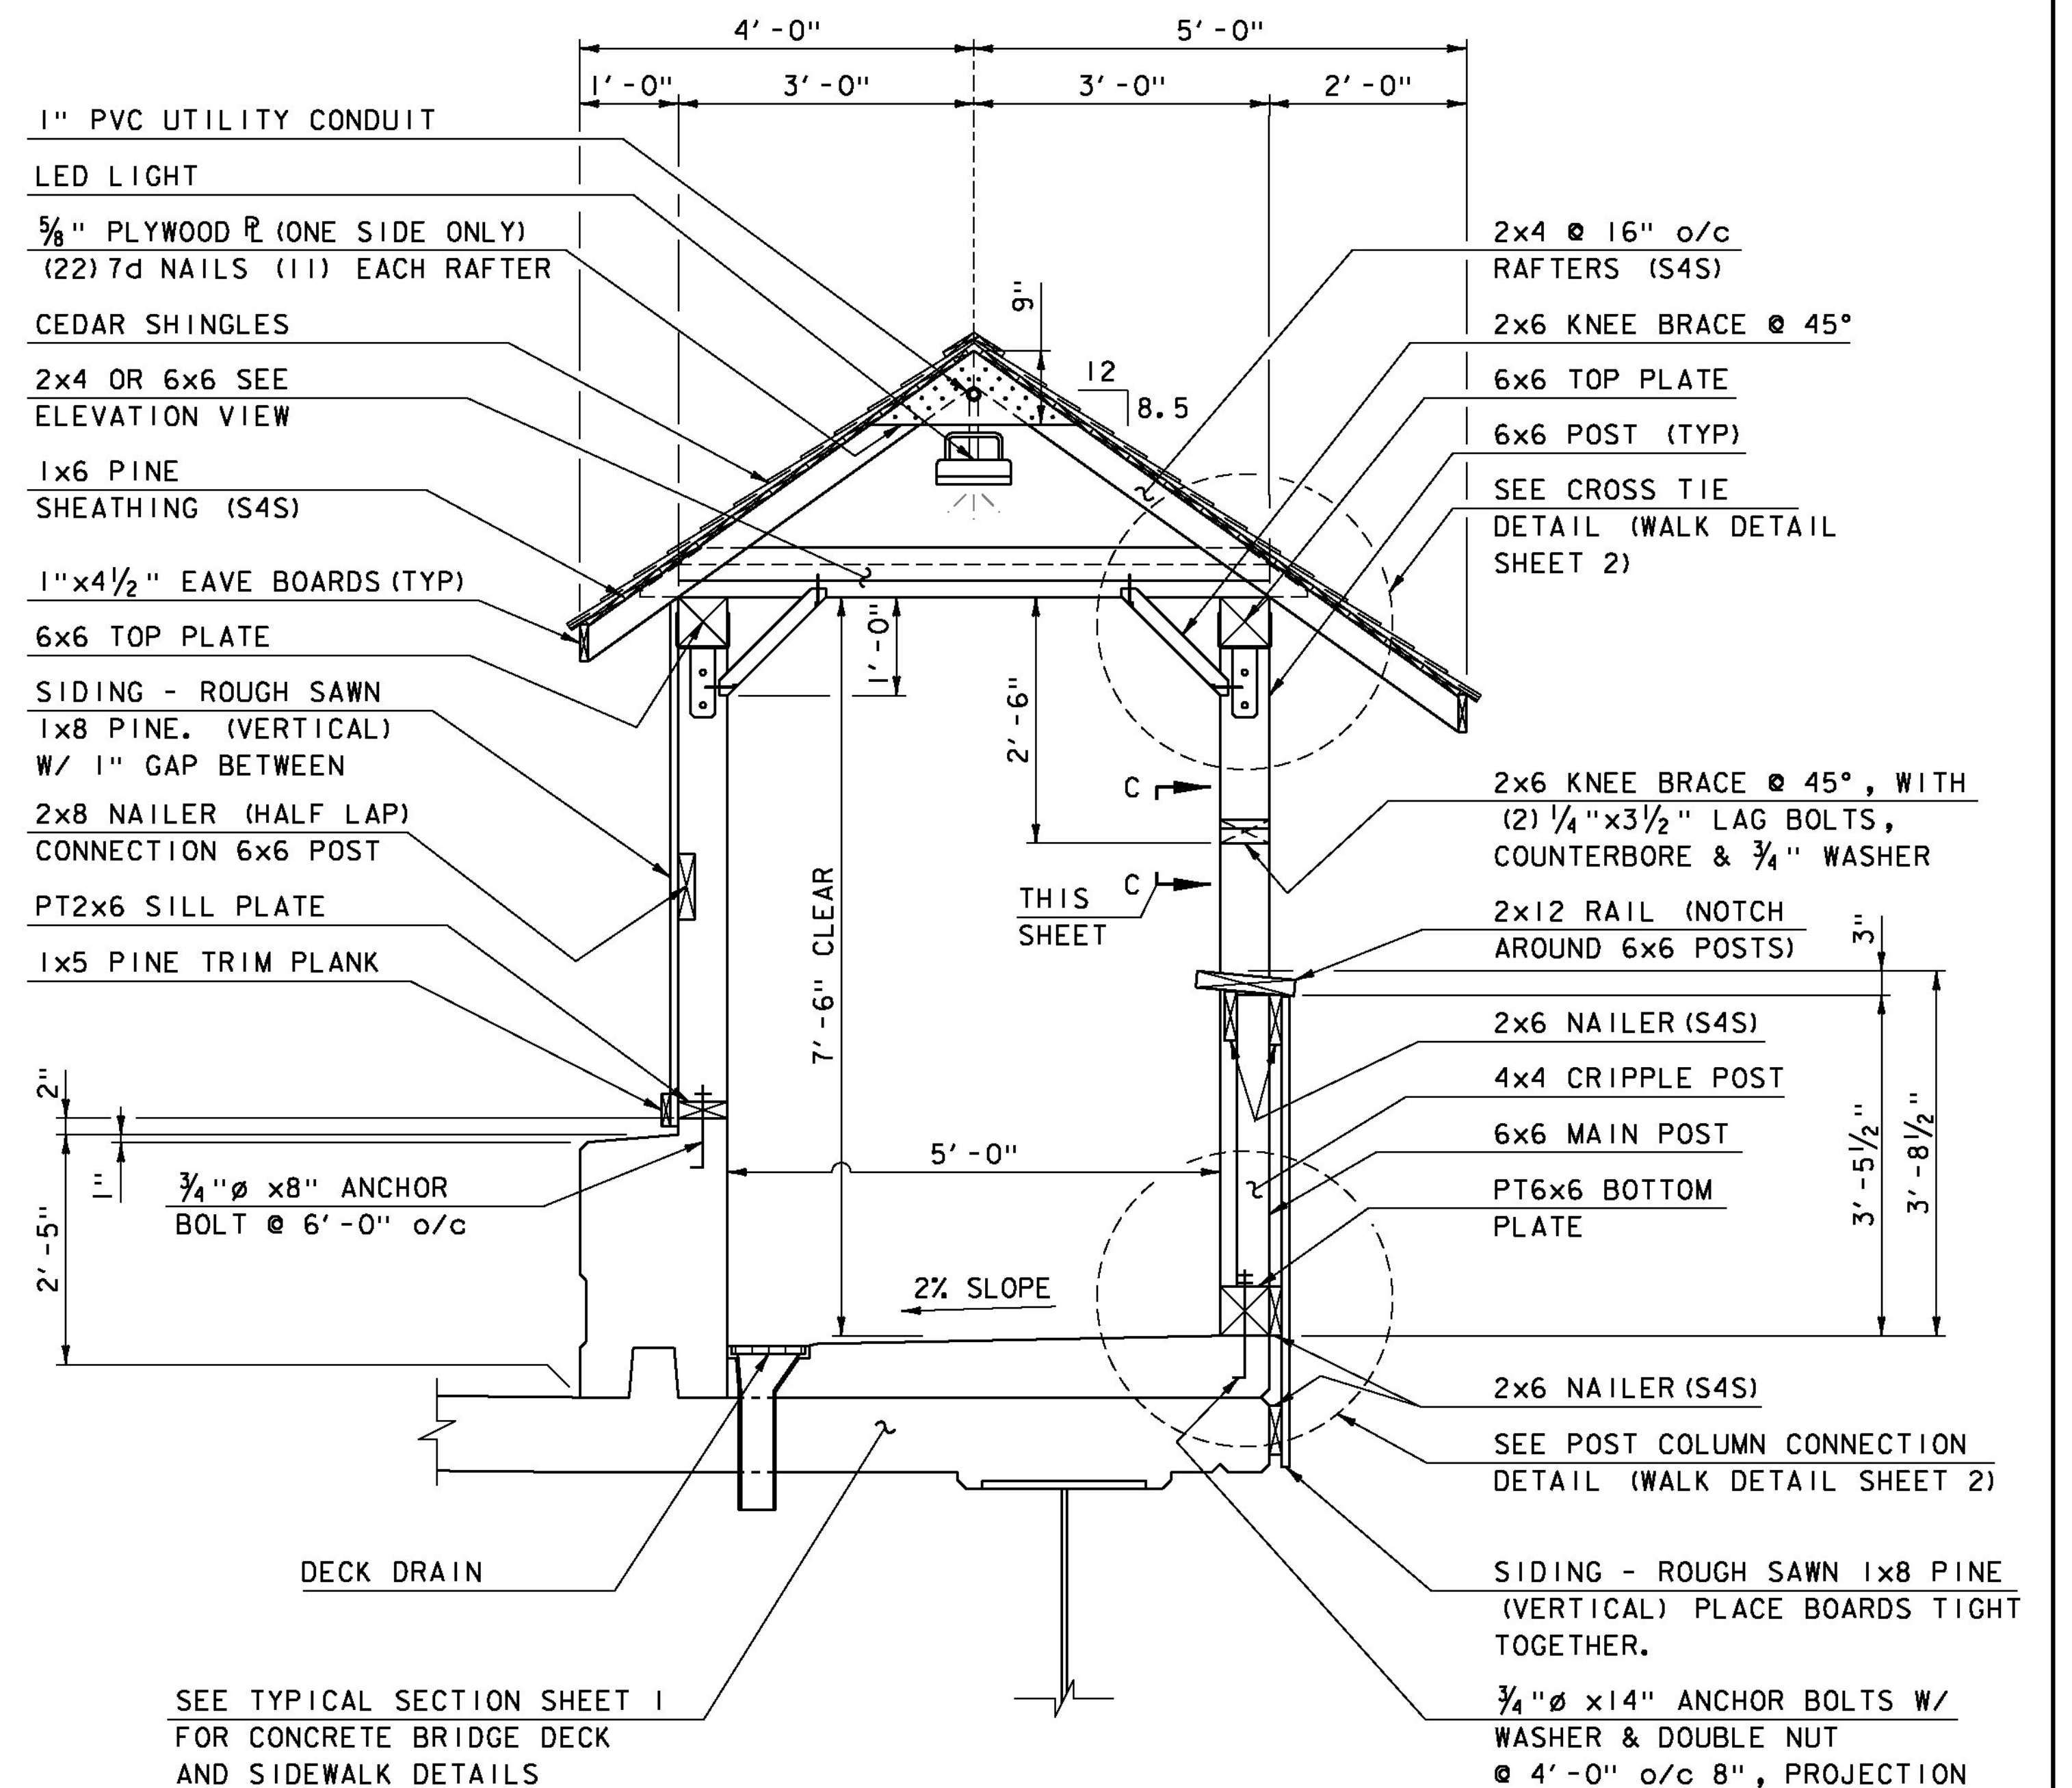 4'-0"
5'-0"
1'-0"
3'-0"
3'-0"
2'-0"
1" PVC UTILITY CONDUIT
LED LIGHT
5/8" PLYWOOD PL (ONE SIDE ONLY)
(22) 7d NAILS (11) EACH RAFTER
CEDAR SHINGLES
2x4 OR 6x6 SEE
ELEVATION VIEW
1x6 PINE
SHEATHING (S4S)
1"x4 1/2" EAVE BOARDS (TYP)
6x6 TOP PLATE
SIDING - ROUGH SAWN
1x8 PINE. (VERTICAL)
W/ 1" GAP BETWEEN
2x8 NAILER (HALF LAP)
CONNECTION 6x6 POST
PT2x6 SILL PLATE
1x5 PINE TRIM PLANK
2"
1"
2'-5"
3/4"ø x8" ANCHOR
BOLT @ 6'-0" o/c
DECK DRAIN
SEE TYPICAL SECTION SHEET 1
FOR CONCRETE BRIDGE DECK
AND SIDEWALK DETAILS
9"
12
8.5
1'-0"
2'-6"
7'-6" CLEAR
C
C
THIS
SHEET
5'-0"
2% SLOPE
2x4 @ 16" o/c
RAFTERS (S4S)
2x6 KNEE BRACE @ 45°
6x6 TOP PLATE
6x6 POST (TYP)
SEE CROSS TIE
DETAIL (WALK DETAIL
SHEET 2)
2x6 KNEE BRACE @ 45°, WITH
(2) 1/4"x3 1/2" LAG BOLTS,
COUNTERBORE & 3/4" WASHER
2x12 RAIL (NOTCH
AROUND 6x6 POSTS)
3"
2x6 NAILER (S4S)
4x4 CRIPPLE POST
6x6 MAIN POST
PT6x6 BOTTOM
PLATE
3'-5 1/2"
3'-8 1/2"
2x6 NAILER (S4S)
SEE POST COLUMN CONNECTION
DETAIL (WALK DETAIL SHEET 2)
SIDING - ROUGH SAWN 1x8 PINE
(VERTICAL) PLACE BOARDS TIGHT
TOGETHER.
3/4"ø x14" ANCHOR BOLTS W/
WASHER & DOUBLE NUT
@ 4'-0" o/c 8", PROJECTION